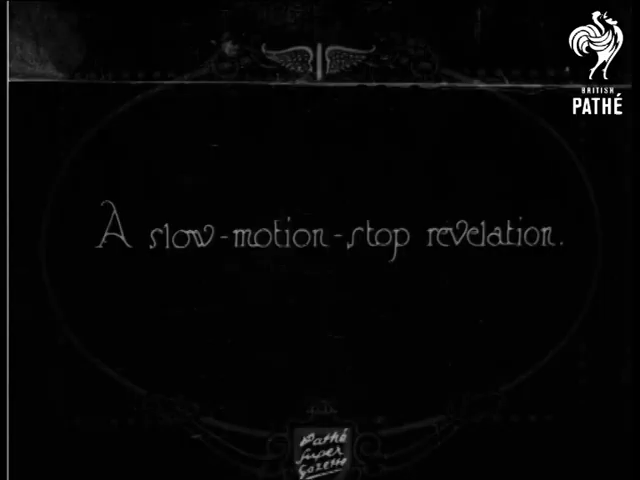 BRITISH
PATHÉ
A slow-motion-stop revelation.
Pathé
Super
Gazette